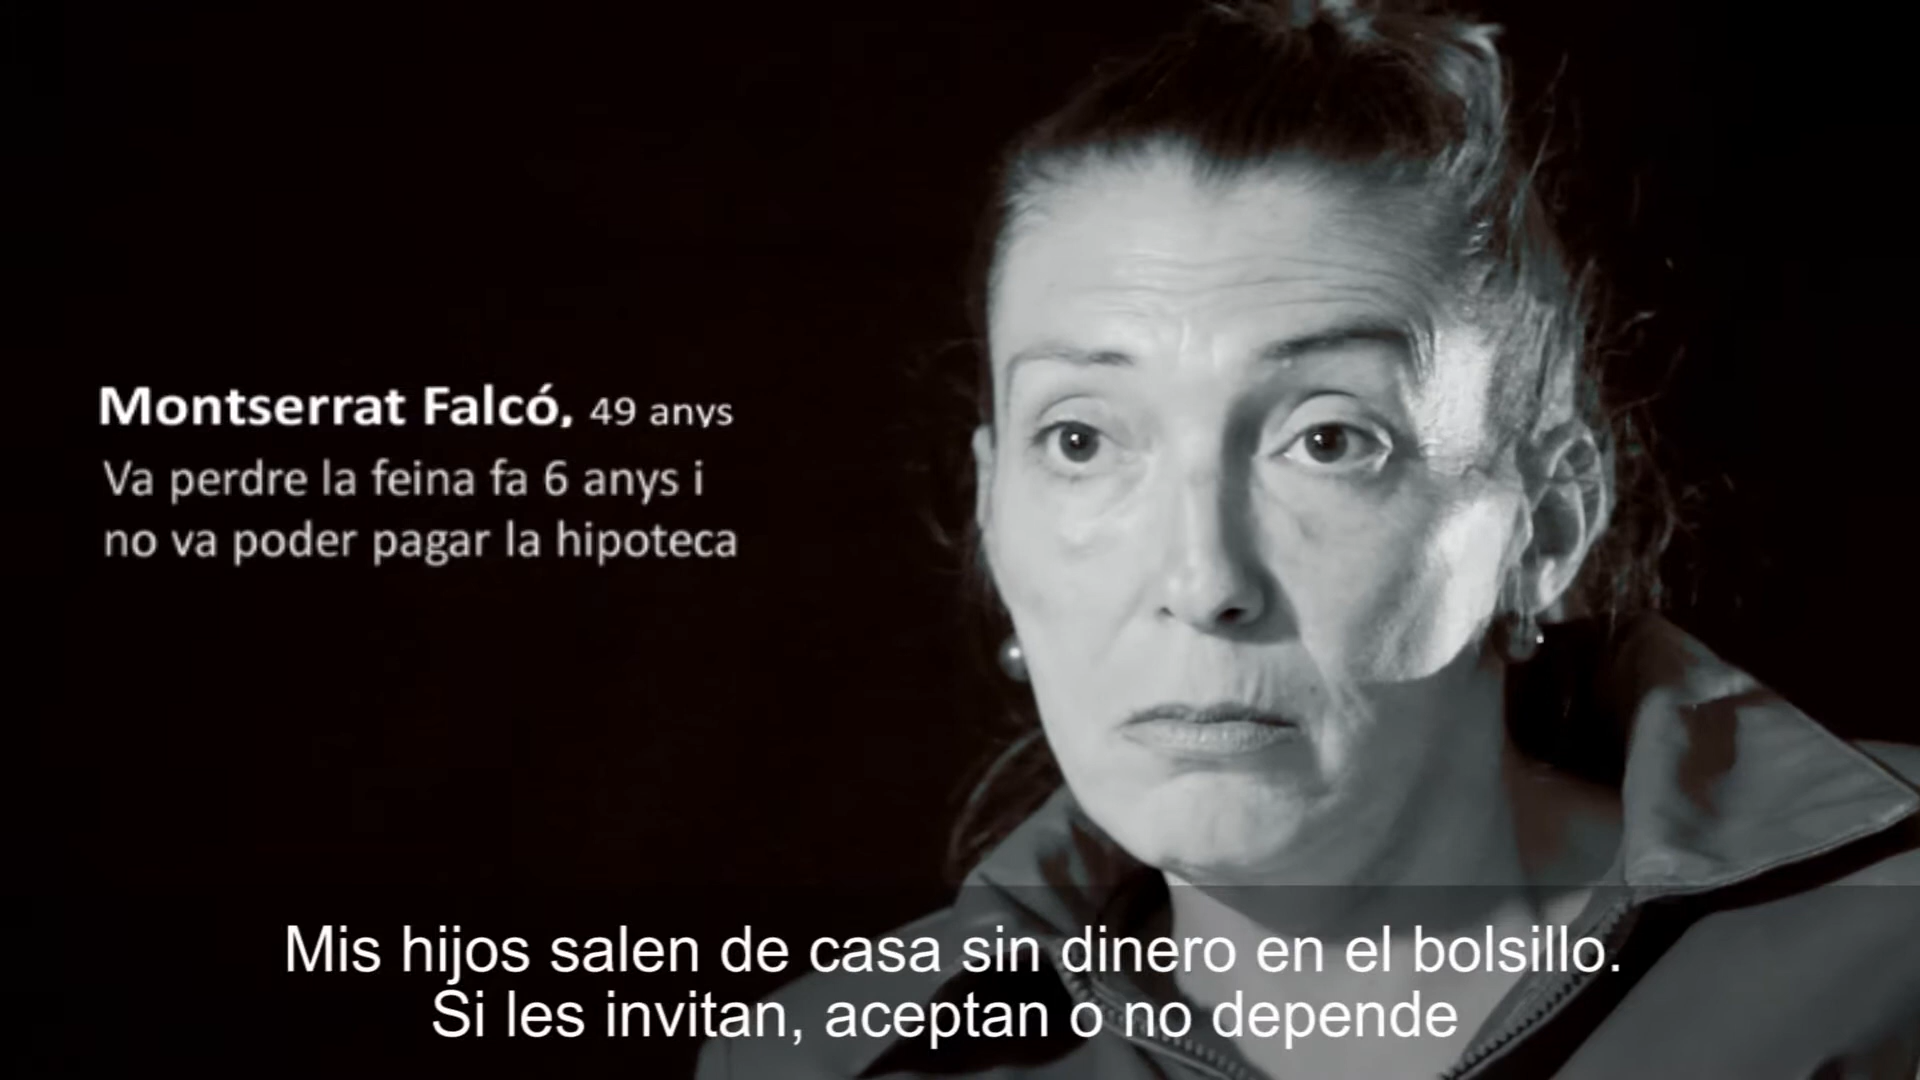 Montserrat Falcó, 49 anys
Va perdre la feina fa 6 anys i
no va poder pagar la hipoteca
Mis hijos salen de casa sin dinero en el bolsillo.
Si les invitan, aceptan o no depende